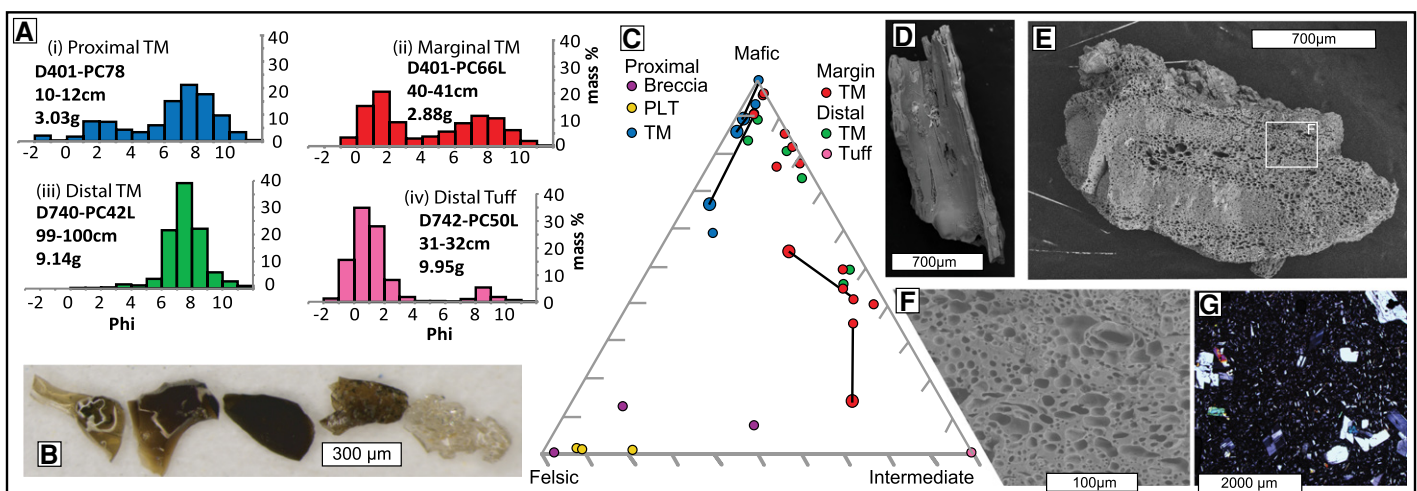 A
(i) Proximal TM
D401-PC78
10-12cm
3.03g
40
30
20
10
0
-2 0 2 4 6 8 10
(ii) Marginal TM
D401-PC66L
40-41cm
2.88g
40
30
20
10
0
mass %
-2 0 2 4 6 8 10
(iii) Distal TM
D740-PC42L
99-100cm
9.14g
40
30
20
10
0
-2 0 2 4 6 8 10
Phi
(iv) Distal Tuff
D742-PC50L
31-32cm
9.95g
40
30
20
10
0
mass %
-2 0 2 4 6 8 10
Phi
B
300 µm
C
Mafic
Proximal
Breccia
PLT
TM
Margin
TM
Distal
TM
Tuff
Felsic
Intermediate
D
700µm
E
700µm
F
F
100µm
G
2000 µm